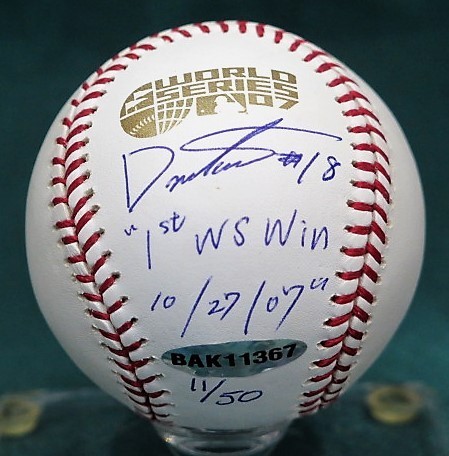 WORLD
SERIES
07
#18
"1st WS Win
10/27/07"
BAK11367
11/50